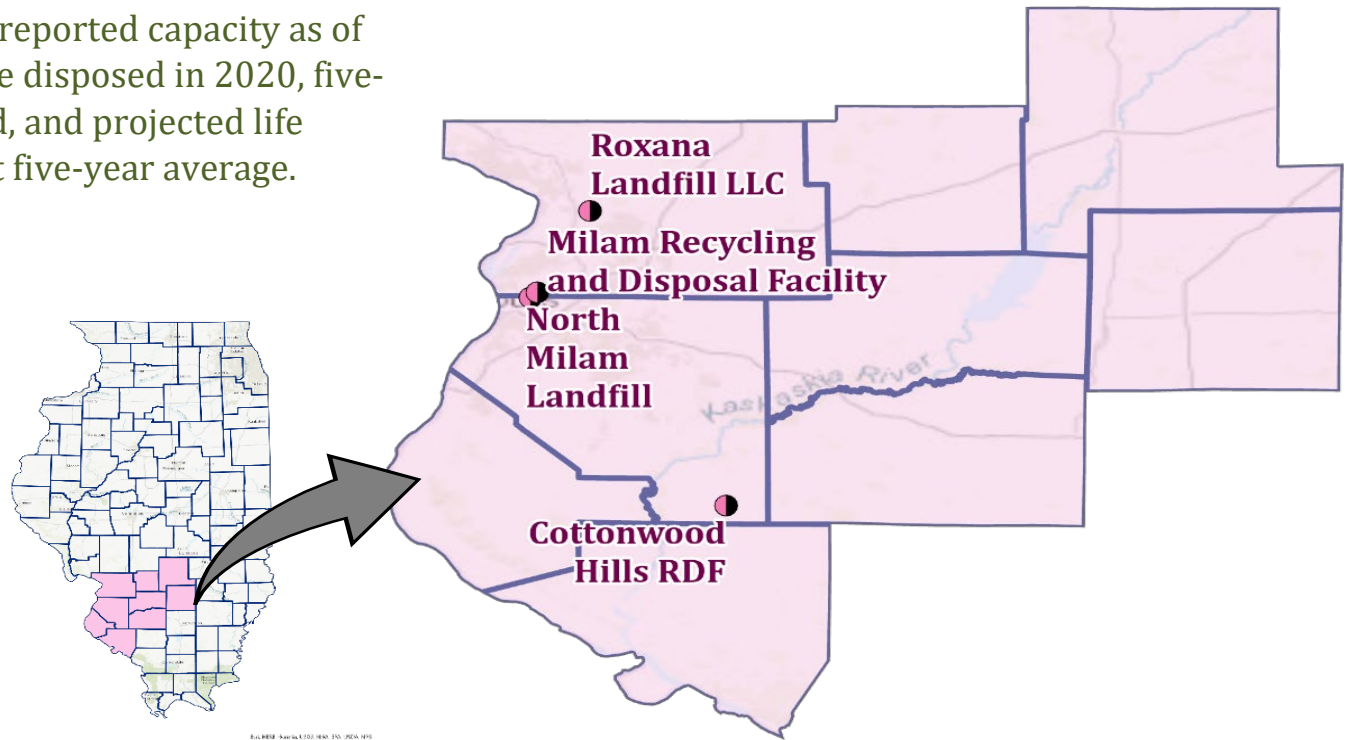 reported capacity as of
e disposed in 2020, five-
d, and projected life
t five-year average.
Roxana
Landfill LLC
Milam Recycling
and Disposal Facility
North
Milam
Landfill
Kaskaskia River
Cottonwood
Hills RDF